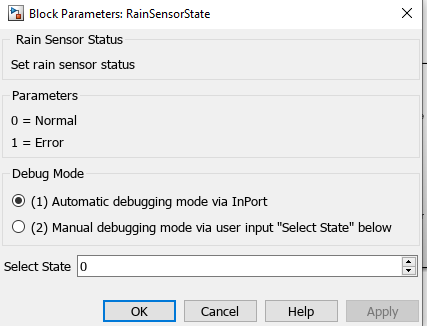 Block Parameters: RainSensorState
Rain Sensor Status
Set rain sensor status
Parameters
0 = Normal
1 = Error
Debug Mode
(1) Automatic debugging mode via InPort
(2) Manual debugging mode via user input "Select State" below
Select State 0
OK Cancel Help Apply